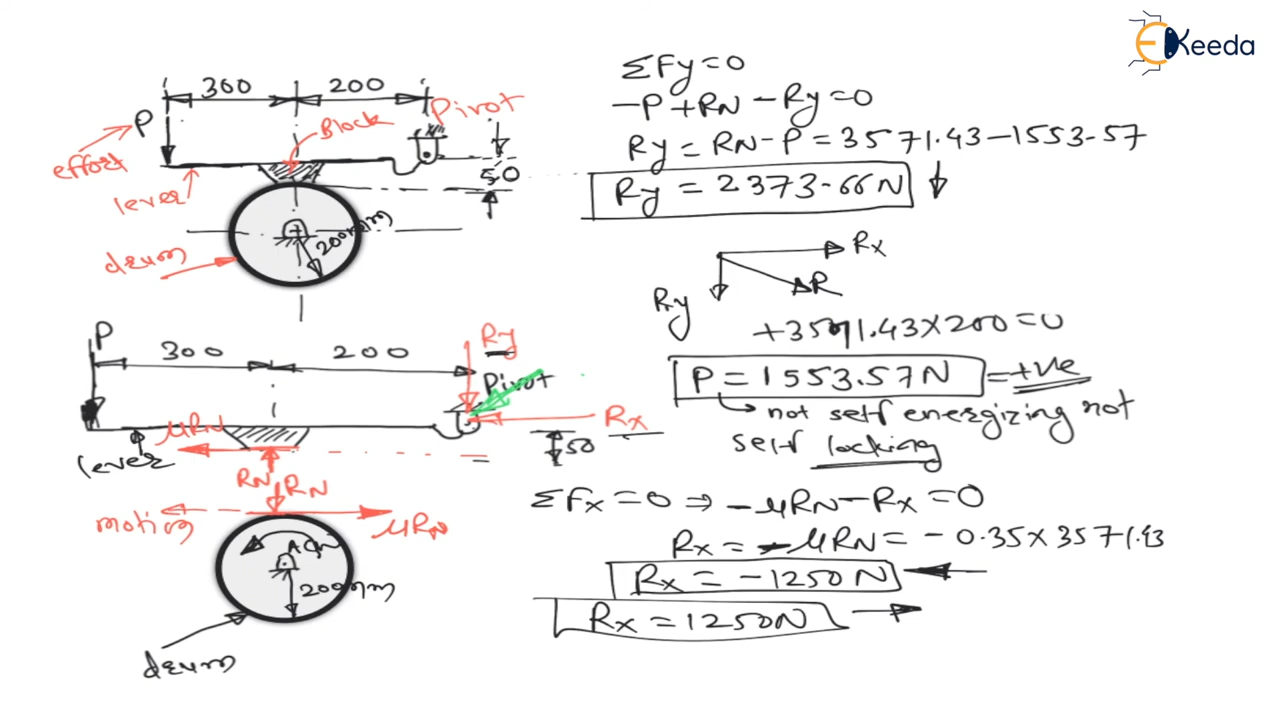 EKeeda
300
200
Pivot
P
Block
effort
lever
50
drum
200mm
ΣFy=0
-P+RN-Ry=0
Ry=RN-P=3571.43-1553.57
Ry=2373.66N
Rx
R
Ry
+3571.43×200=0
P=1553.57N =+ve
not self energizing not
self locking
P
300
200
Ry
Pivot
Rx
μRN
50
lever
RN
RN
motion
μRN
ACW
200mm
drum
ΣFx=0 ⇒ -μRN-Rx=0
Rx=-μRN=-0.35×3571.43
Rx=-1250N
Rx=1250N